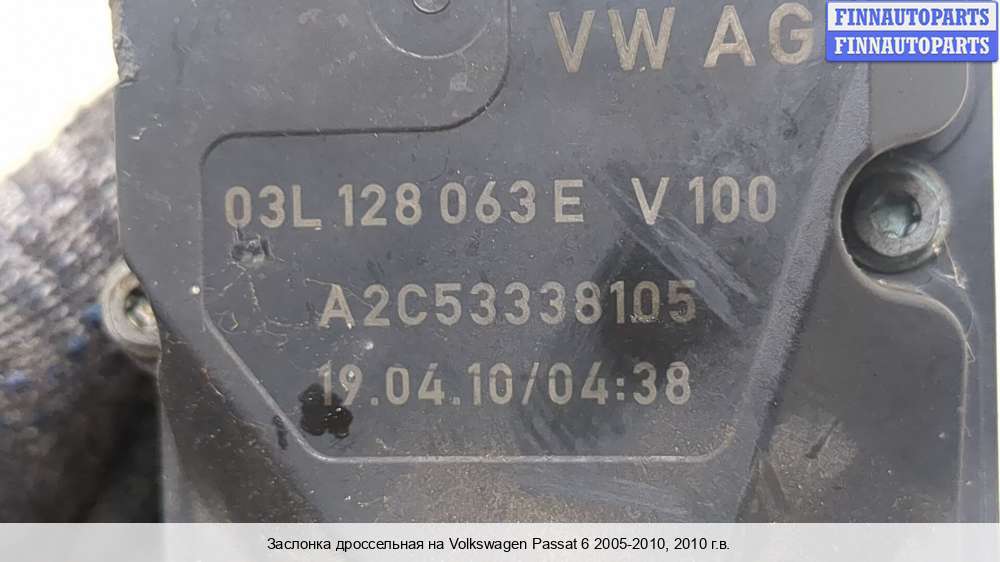 FINNAUTOPARTS
FINNAUTOPARTS
VW AG
03L 128 063 E V 100
A2C53338105
19.04.10/04:38
Заслонка дроссельная на Volkswagen Passat 6 2005-2010, 2010 г.в.